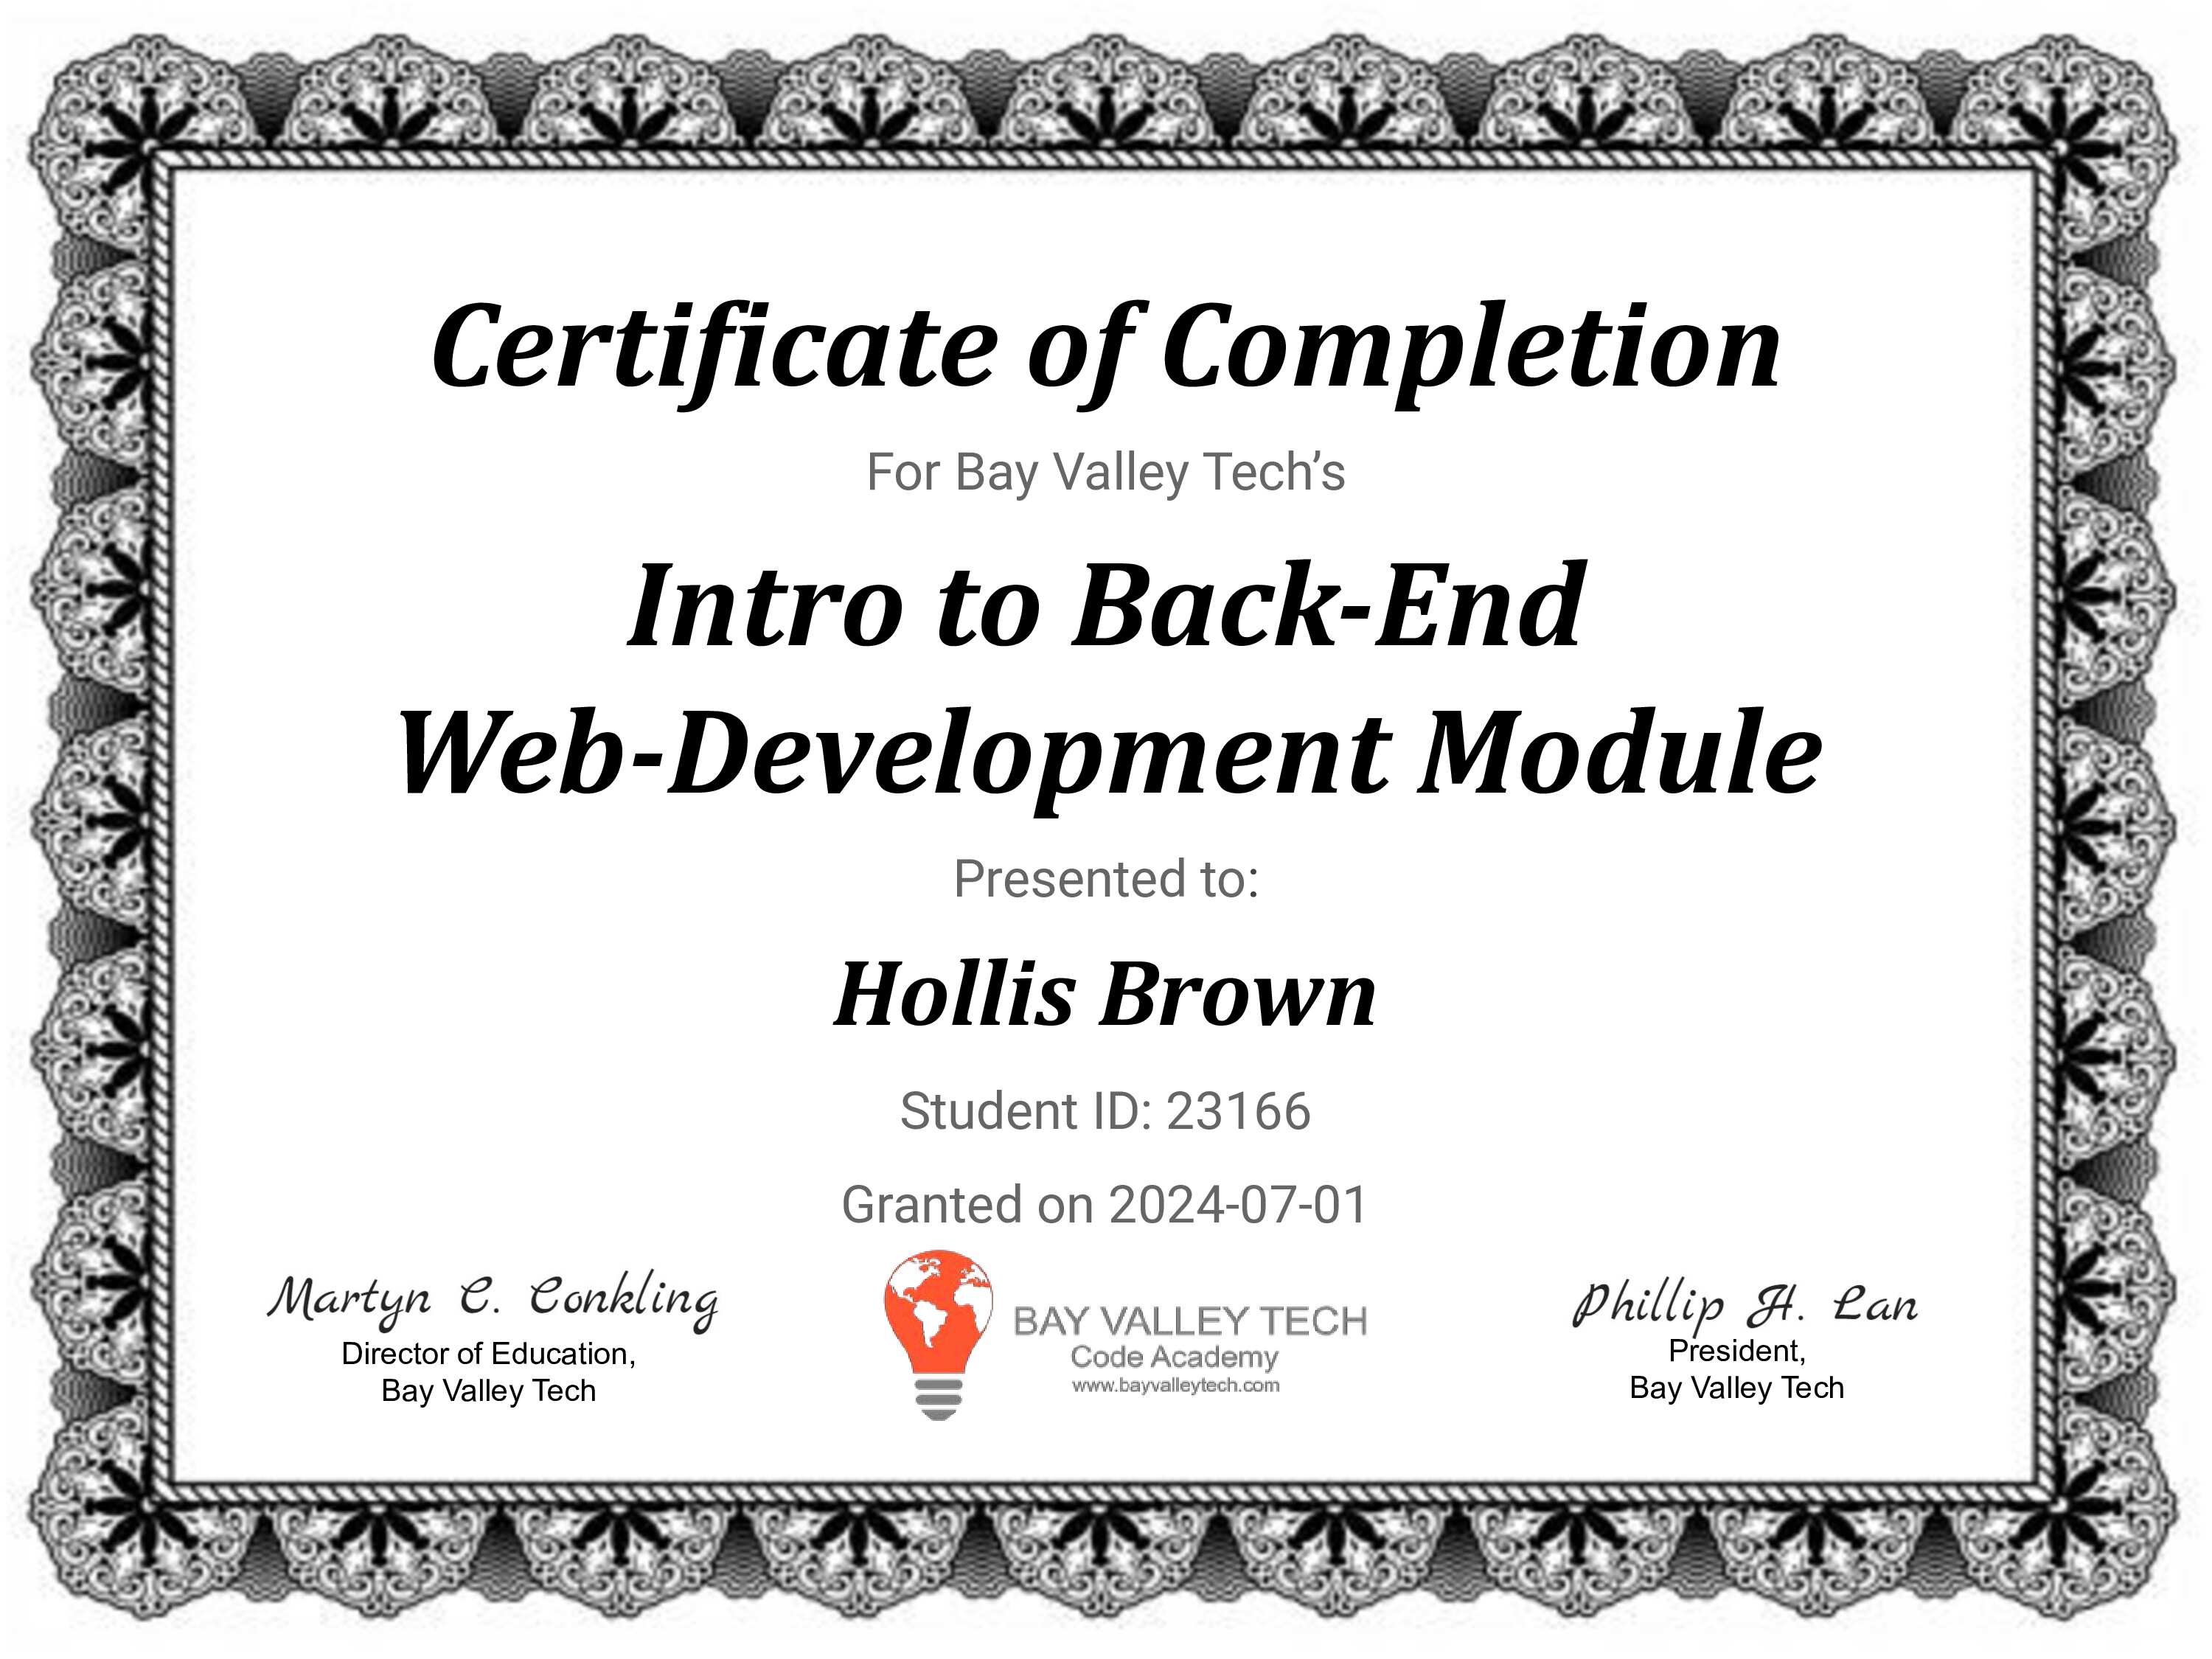 Certificate of Completion
For Bay Valley Tech’s
Intro to Back-End
Web-Development Module
Presented to:
Hollis Brown
Student ID: 23166
Granted on 2024-07-01
Martyn C. Conkling
Director of Education,
Bay Valley Tech
BAY VALLEY TECH
Code Academy
www.bayvalleytech.com
Phillip H. Lan
President,
Bay Valley Tech